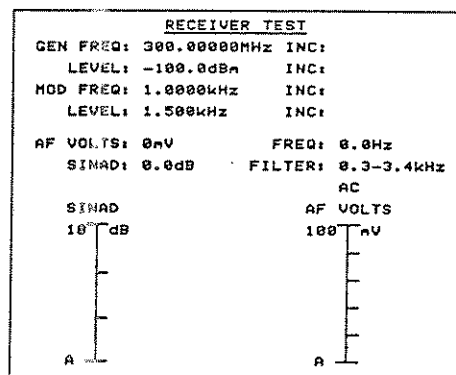 RECEIVER TEST
GEN FREQ: 300.00000MHz INC:
LEVEL: -100.0dBm INC:
MOD FREQ: 1.0000kHz INC:
LEVEL: 1.500kHz INC:
AF VOLTS: 0mV FREQ: 0.0Hz
SINAD: 0.0dB FILTER: 0.3-3.4kHz
AC
SINAD AF VOLTS
18 dB 100 mV
A A